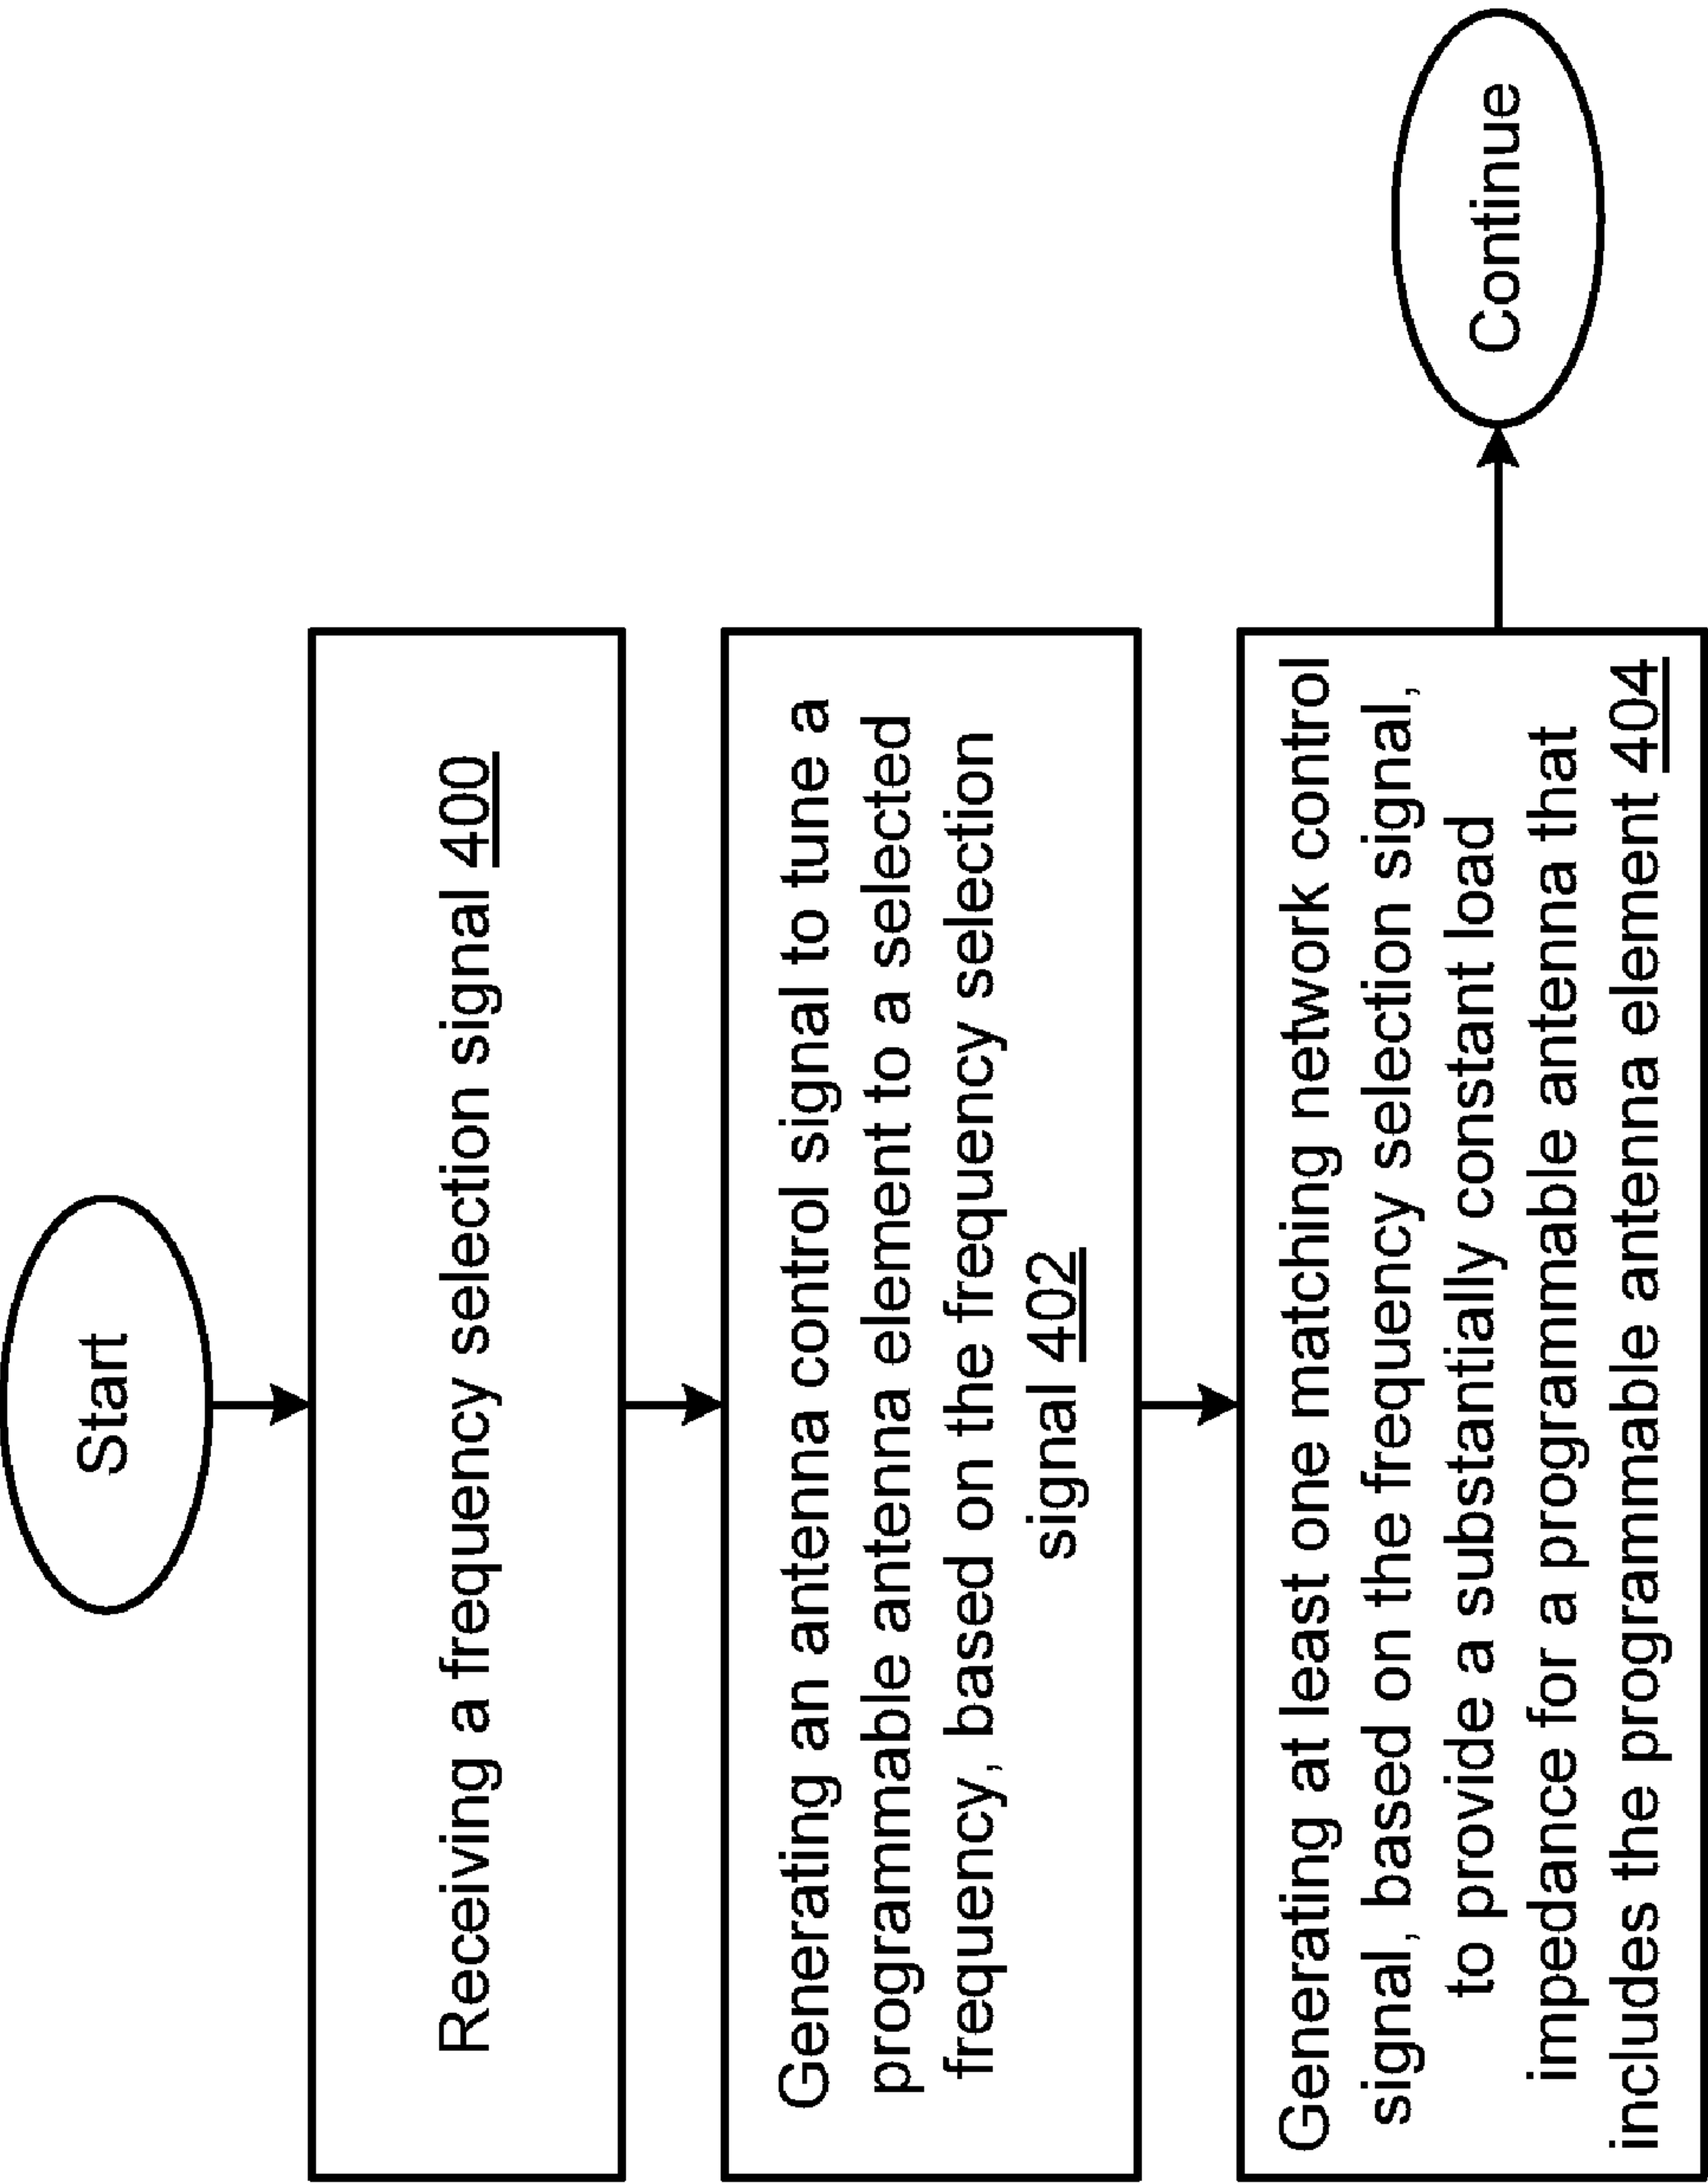 Start
Receiving a frequency selection signal 400
Generating an antenna control signal to tune a
programmable antenna element to a selected
frequency, based on the frequency selection
signal 402
Generating at least one matching network control
signal, based on the frequency selection signal,
to provide a substantially constant load
impedance for a programmable antenna that
includes the programmable antenna element 404
Continue